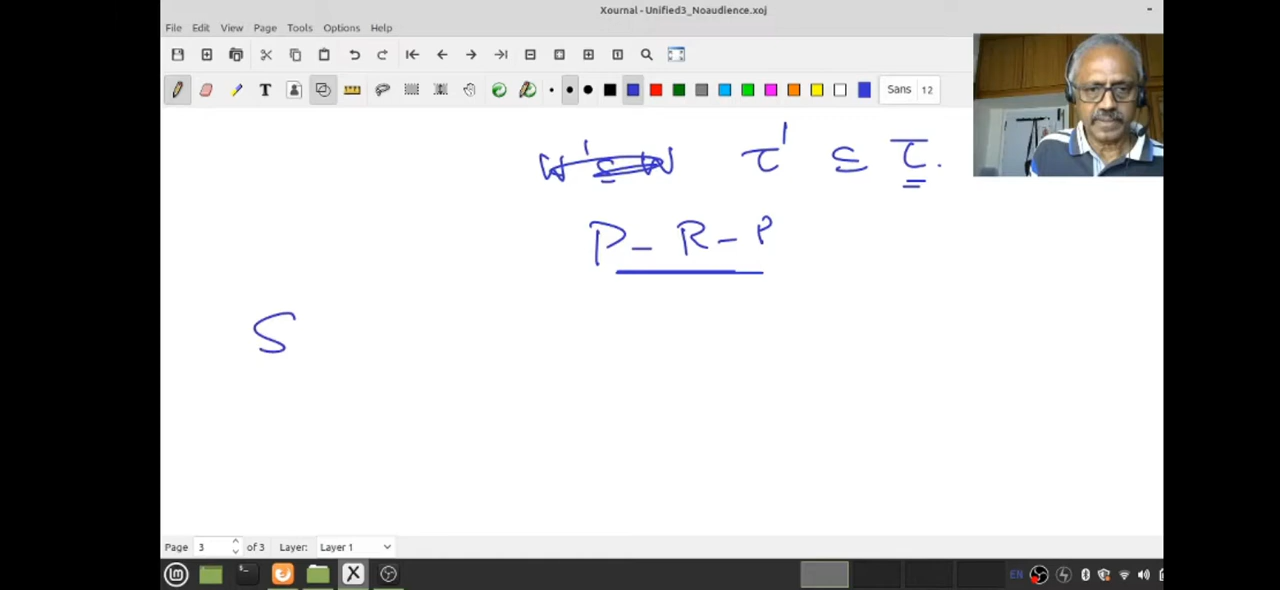 Xournal - Unified3_Noaudience.xoj
File Edit View Page Tools Options Help
Sans 12
τ' ⊆ τ.
P - R - P
S
Page 3 of 3 Layer: Layer 1
EN